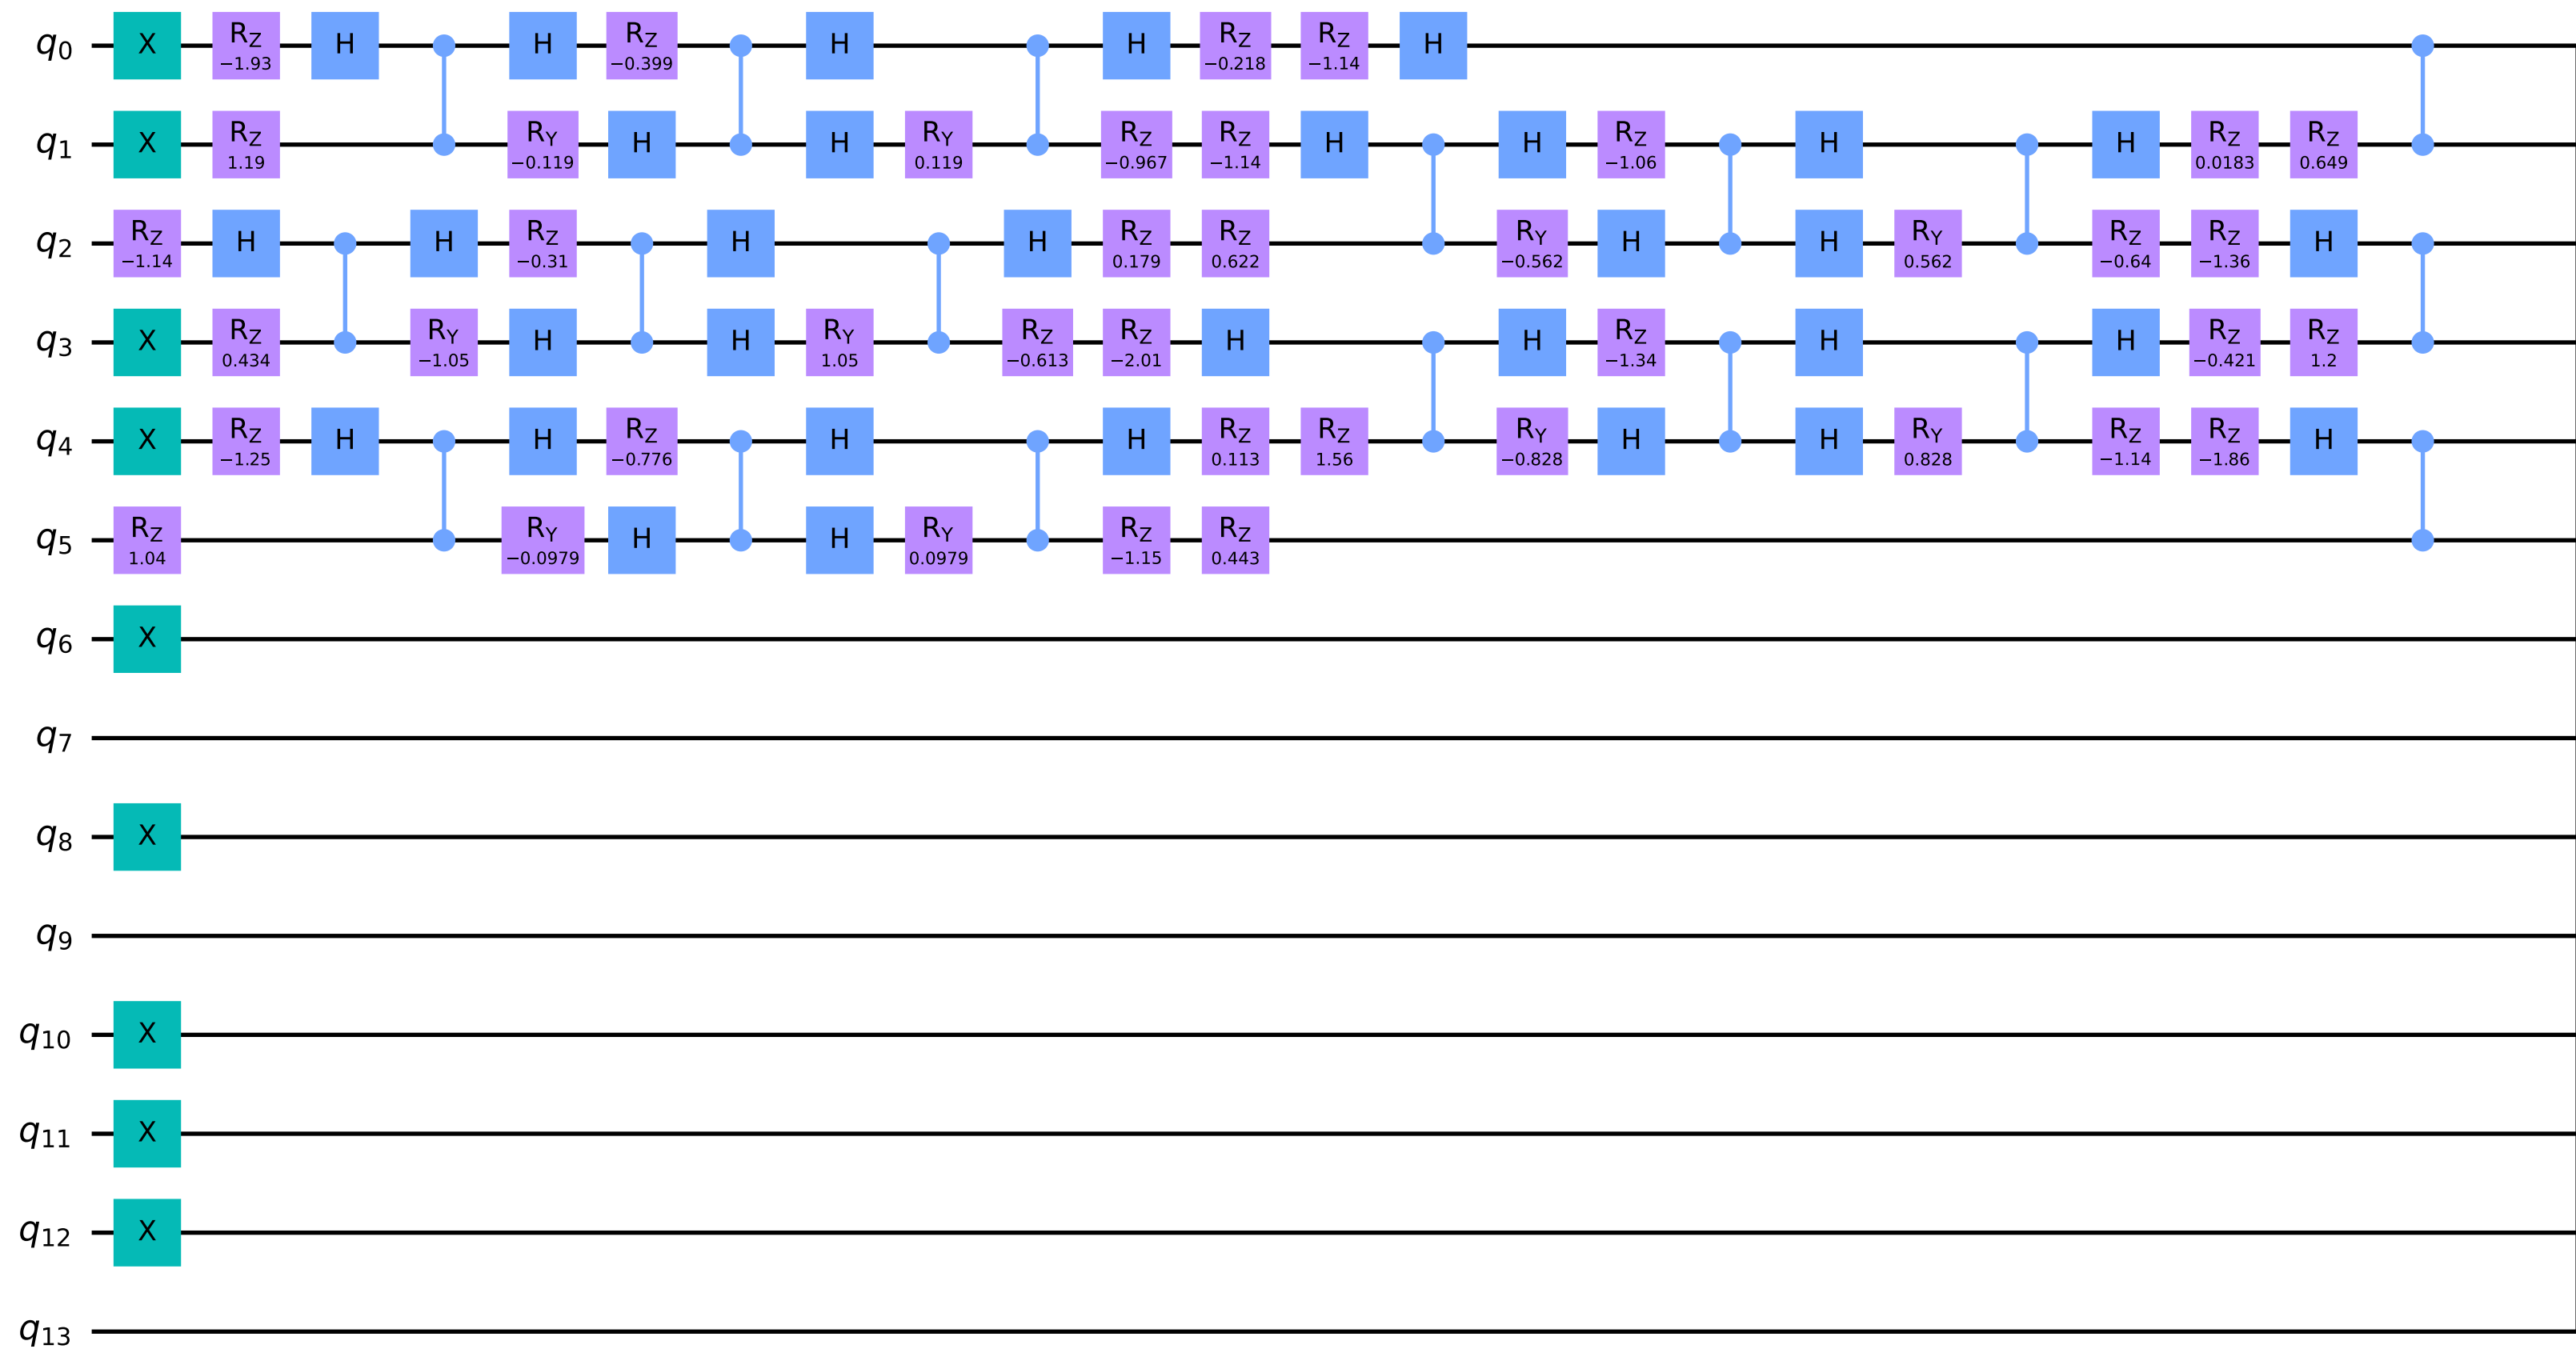 q0 X RZ −1.93 H H RZ −0.399 H H RZ −0.218 RZ −1.14 H
q1 X RZ 1.19 RY −0.119 H H RY 0.119 RZ −0.967 RZ −1.14 H H RZ −1.06 H H RZ 0.0183 RZ 0.649
q2 RZ −1.14 H H RZ −0.31 H H RZ 0.179 RZ 0.622 RY −0.562 H H RY 0.562 RZ −0.64 RZ −1.36 H
q3 X RZ 0.434 RY −1.05 H H RY 1.05 RZ −0.613 RZ −2.01 H H RZ −1.34 H H RZ −0.421 RZ 1.2
q4 X RZ −1.25 H H RZ −0.776 H H RZ 0.113 RZ 1.56 RY −0.828 H H RY 0.828 RZ −1.14 RZ −1.86 H
q5 RZ 1.04 RY −0.0979 H H RY 0.0979 RZ −1.15 RZ 0.443
q6 X
q7
q8 X
q9
q10 X
q11 X
q12 X
q13